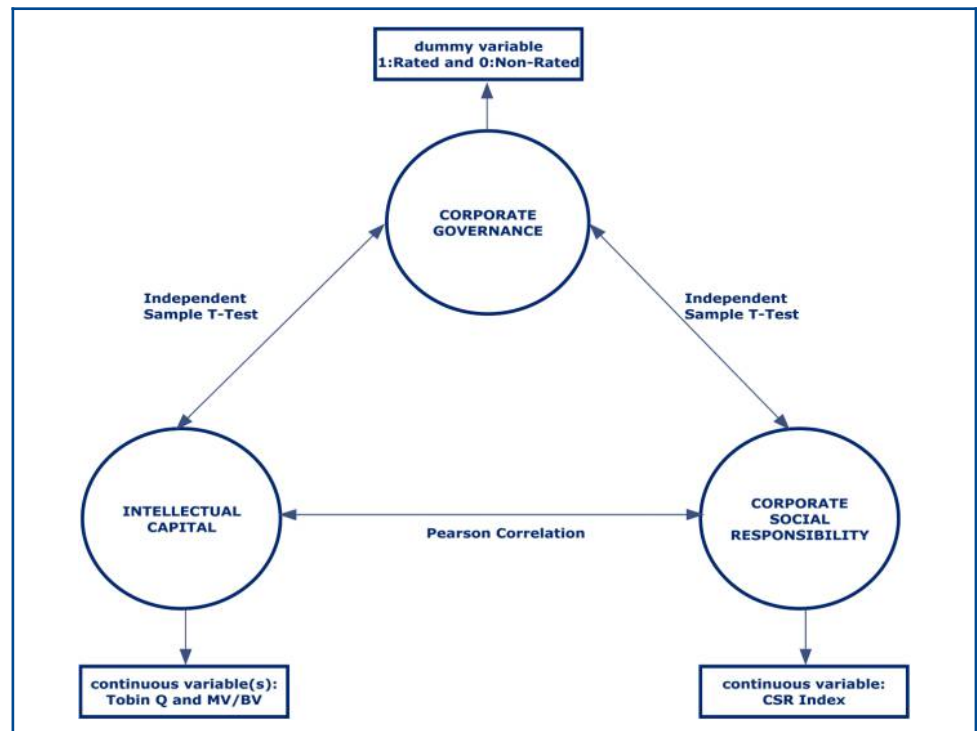 dummy variable
1:Rated and 0:Non-Rated
CORPORATE
GOVERNANCE
Independent
Sample T-Test
Independent
Sample T-Test
INTELLECTUAL
CAPITAL
Pearson Correlation
CORPORATE
SOCIAL
RESPONSIBILITY
continuous variable(s):
Tobin Q and MV/BV
continuous variable:
CSR Index